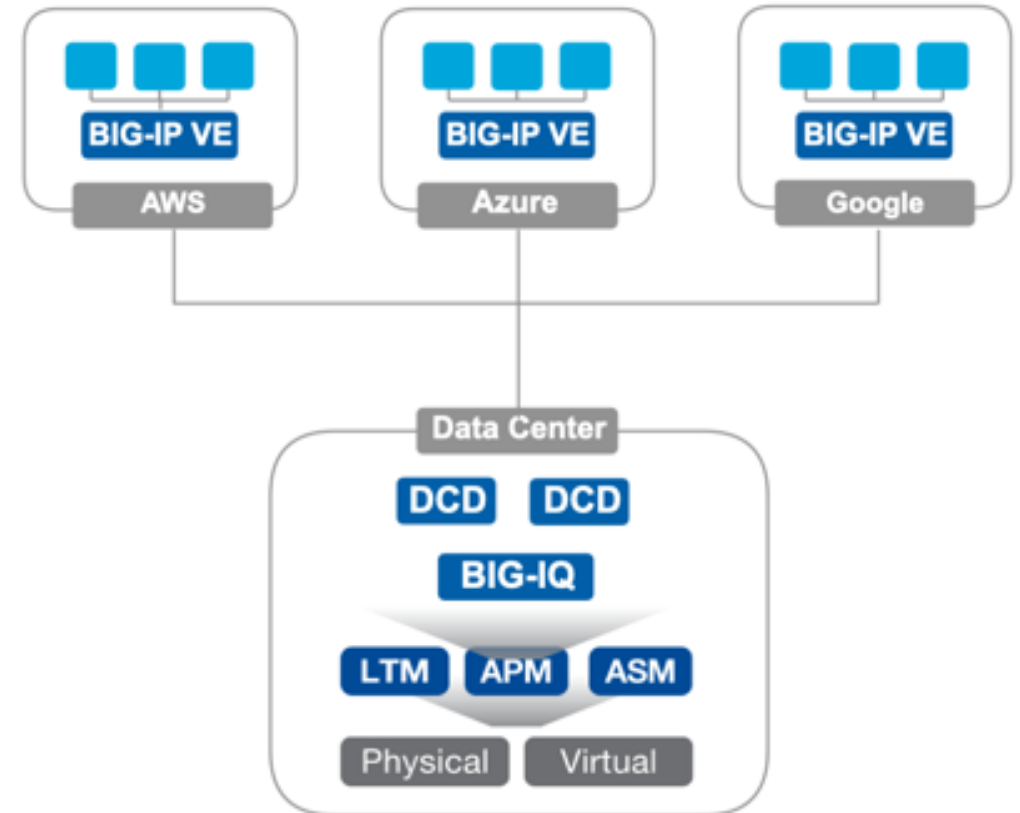 BIG-IP VE
BIG-IP VE
BIG-IP VE
AWS
Azure
Google
Data Center
DCD
DCD
BIG-IQ
LTM
APM
ASM
Physical
Virtual